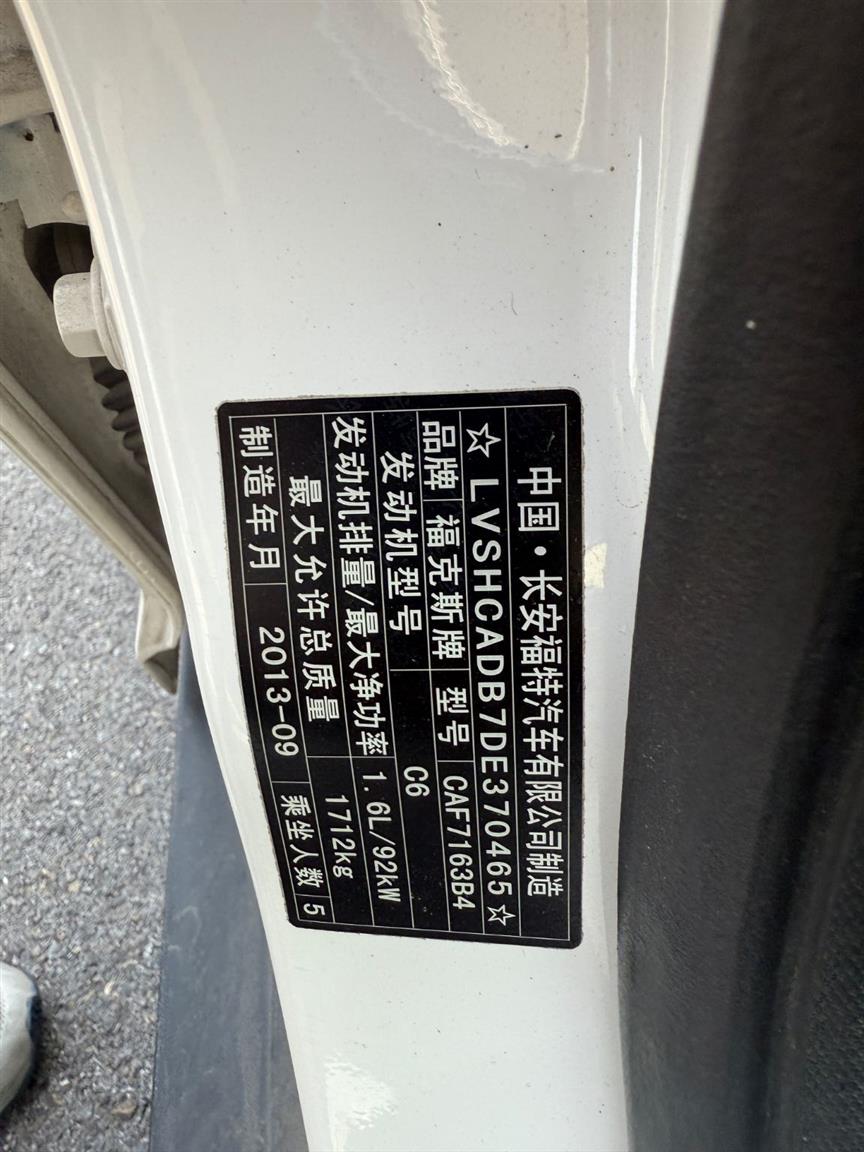 中国·长安福特汽车有限公司制造
☆LVSHCADB7DE370465☆
品牌 福克斯牌 型号 CAF7163B4
发动机型号 C6
发动机排量/最大净功率 1.6L/92kW
最大允许总质量 1712kg
制造年月 2013-09 乘坐人数 5